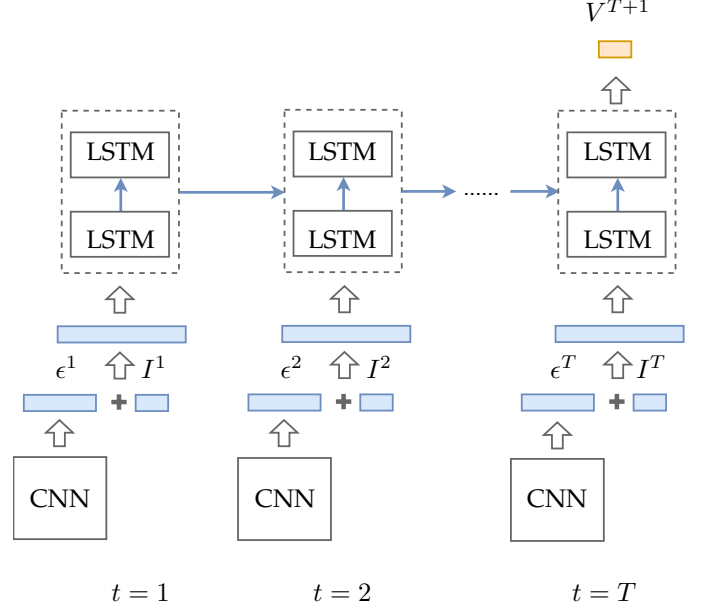 V^{T+1}
LSTM LSTM LSTM
......
LSTM LSTM LSTM
ϵ^1 I^1 ϵ^2 I^2 ϵ^T I^T
+ + +
CNN CNN CNN
t = 1 t = 2 t = T